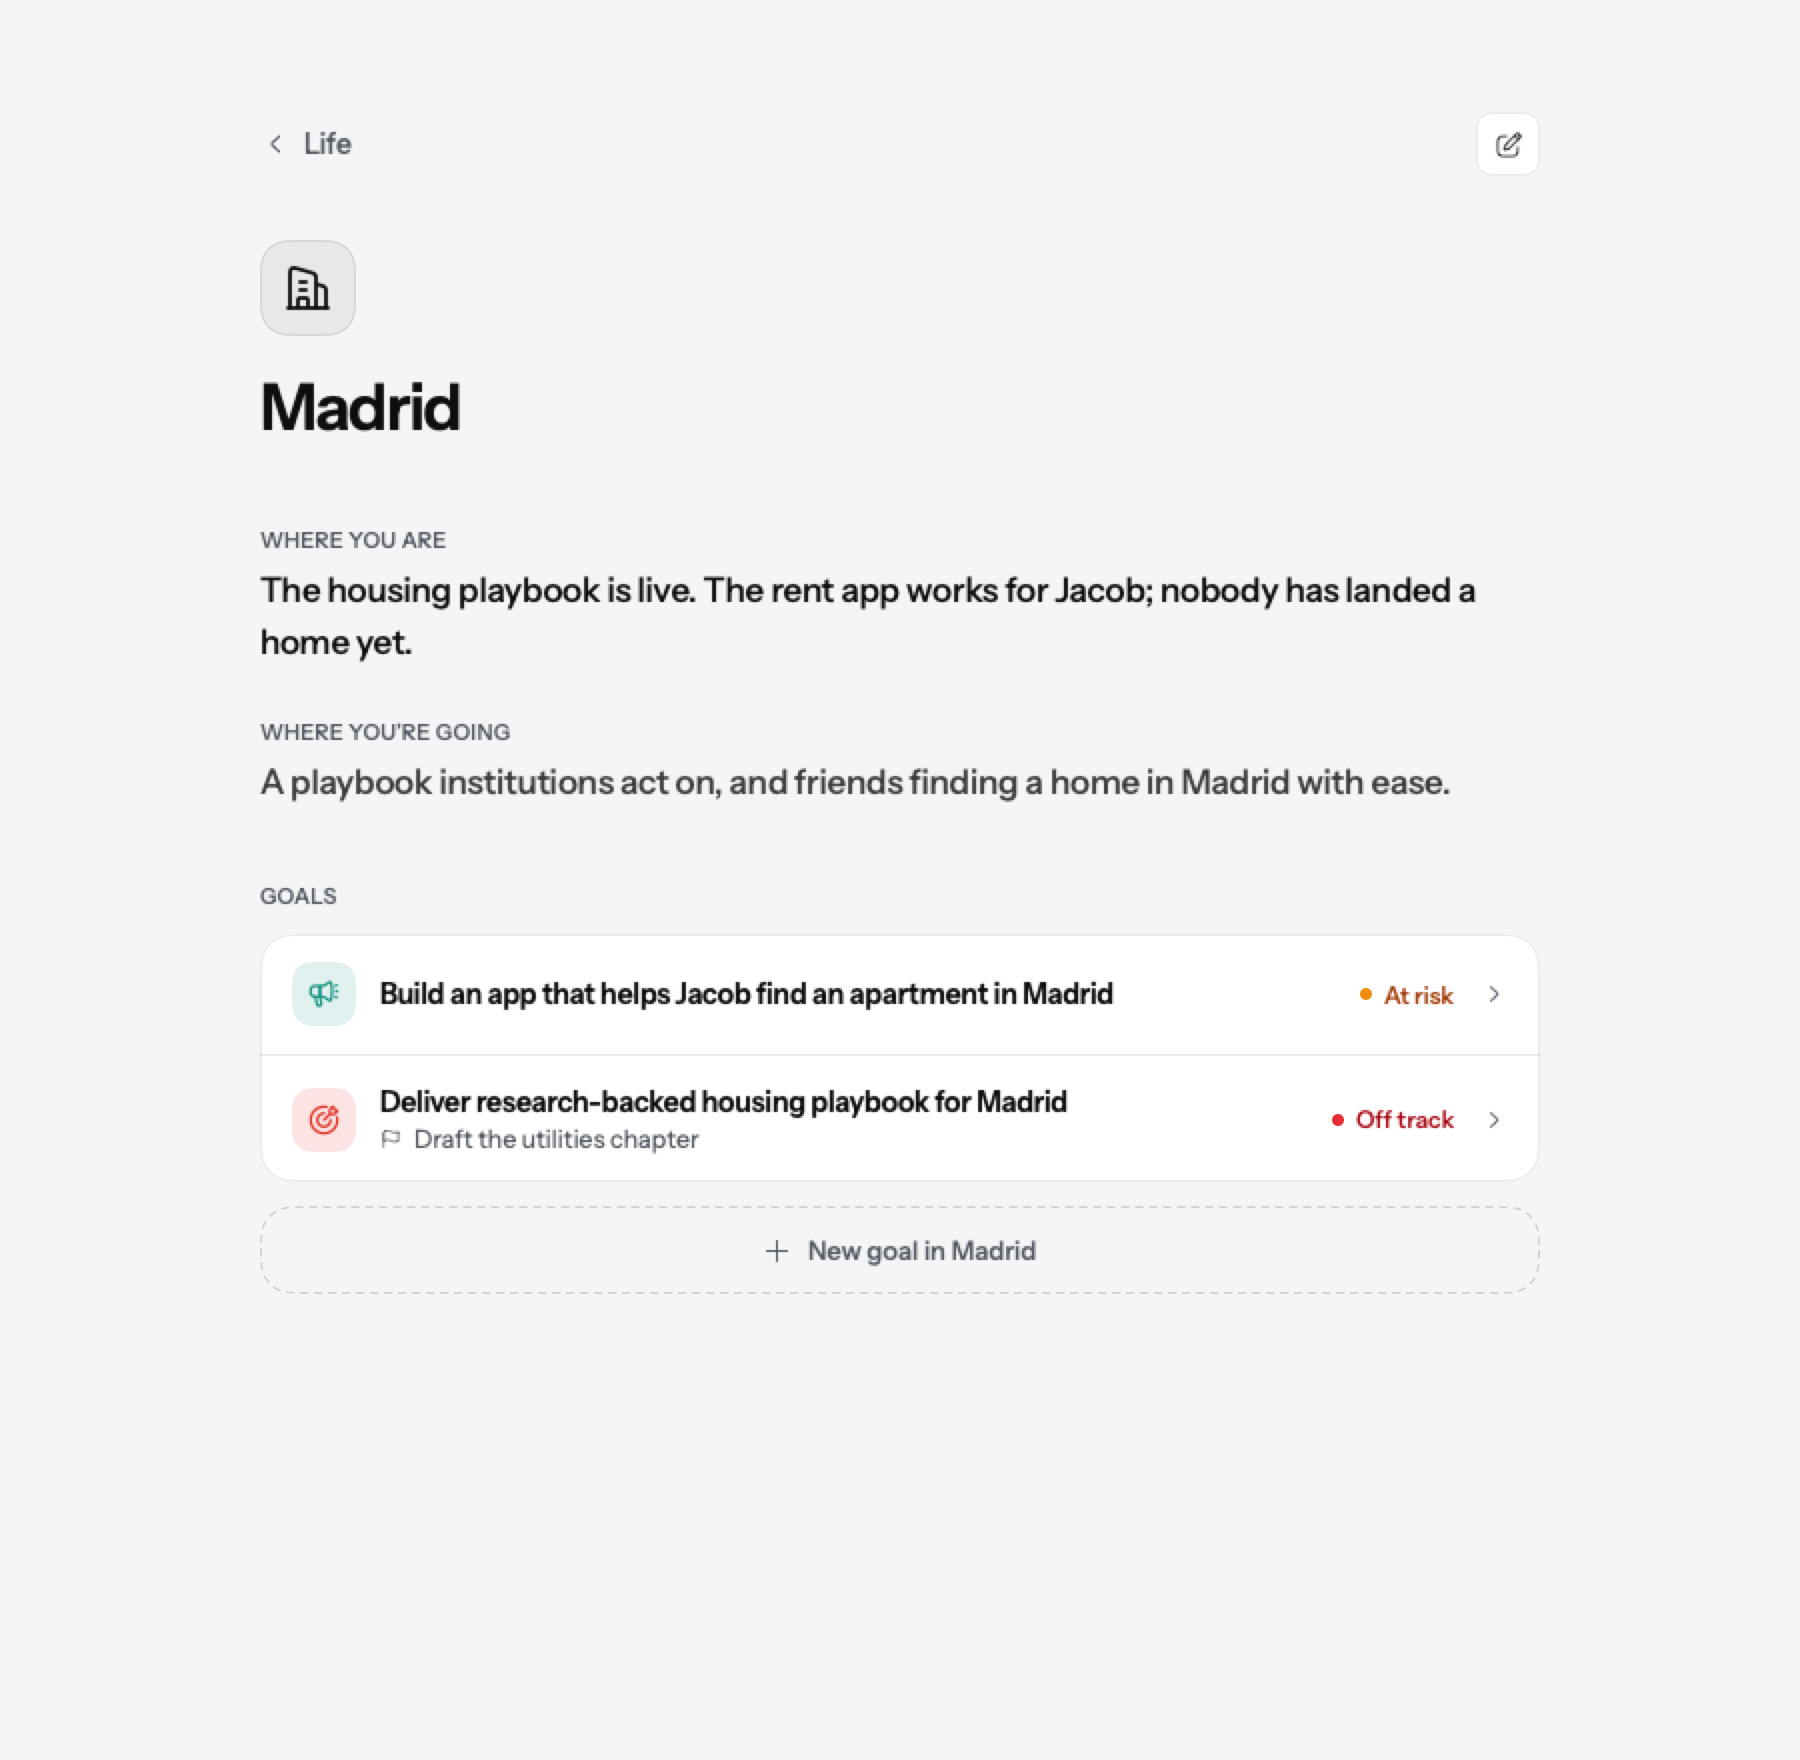 Life
Madrid
WHERE YOU ARE
The housing playbook is live. The rent app works for Jacob; nobody has landed a
home yet.
WHERE YOU'RE GOING
A playbook institutions act on, and friends finding a home in Madrid with ease.
GOALS
Build an app that helps Jacob find an apartment in Madrid
At risk
Deliver research-backed housing playbook for Madrid
Draft the utilities chapter
Off track
New goal in Madrid